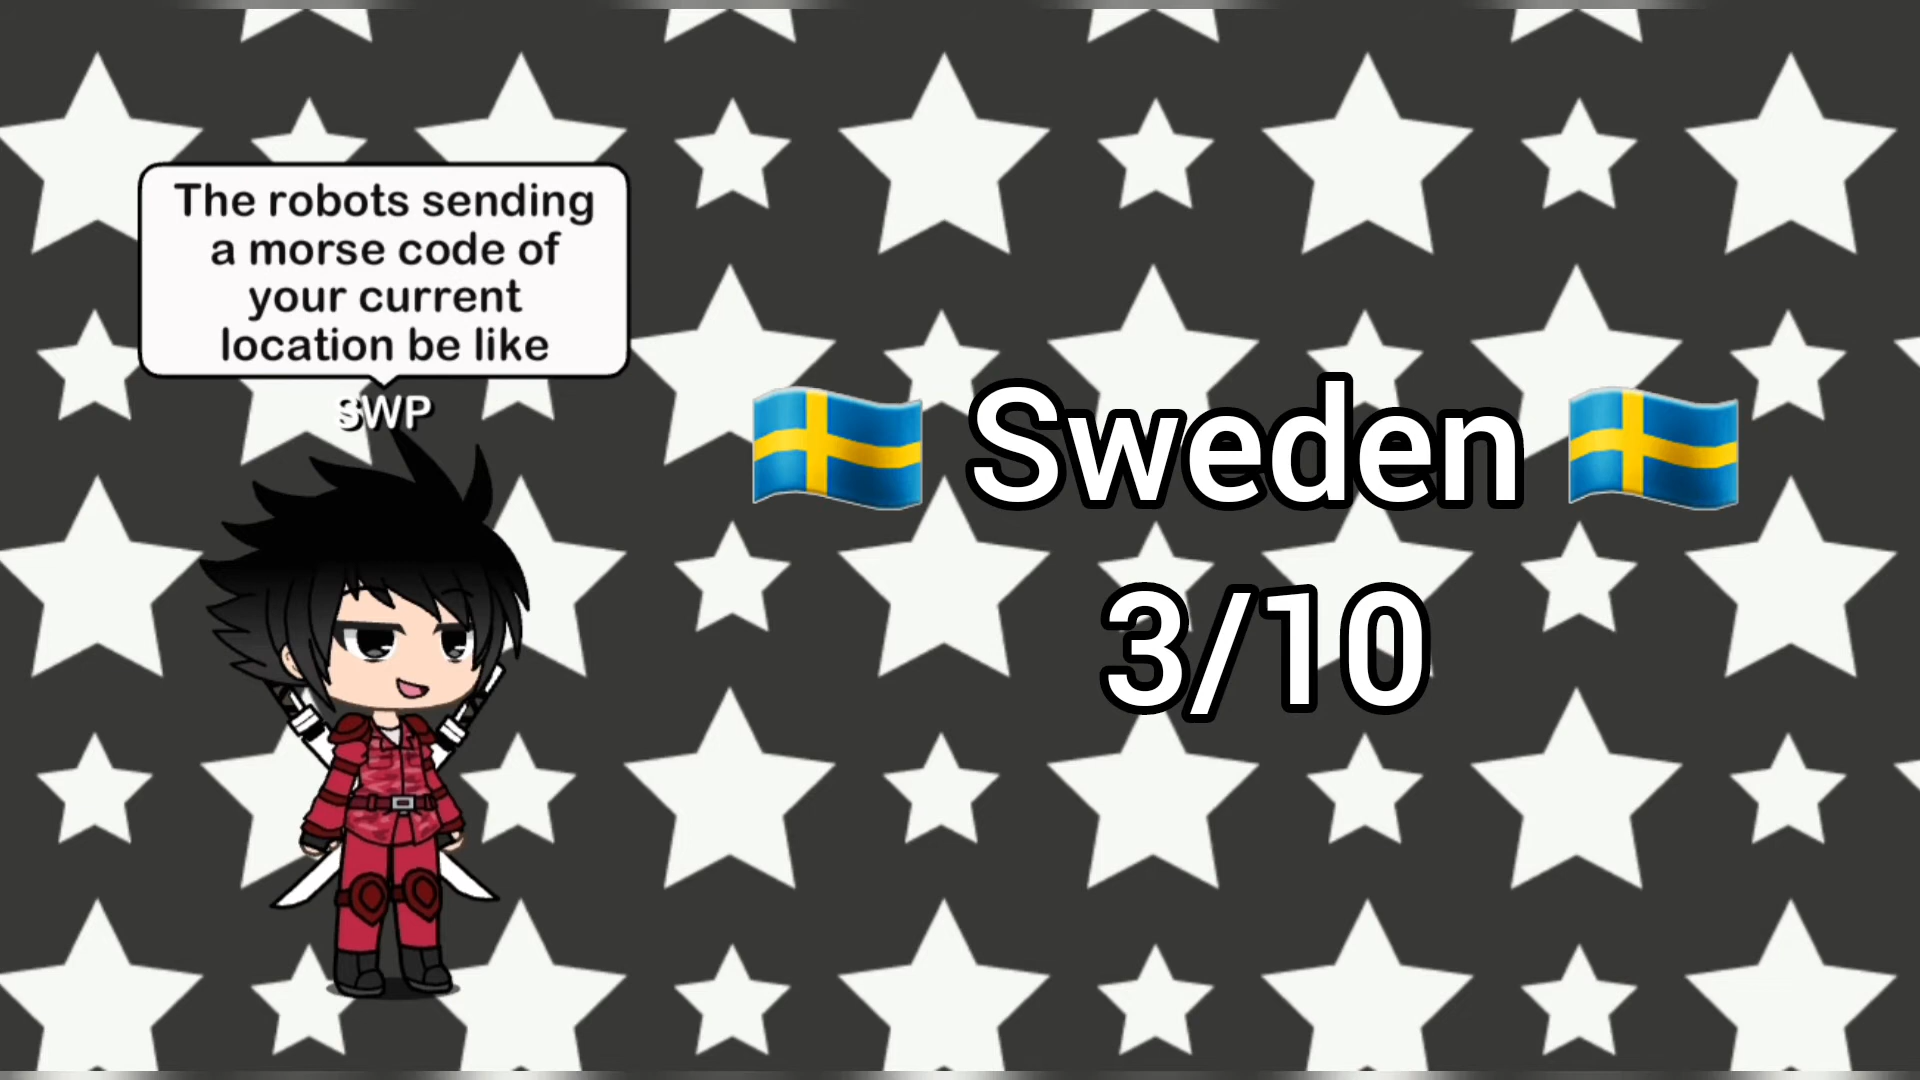 The robots sending
a morse code of
your current
location be like
SWP
🇸🇪 Sweden 🇸🇪
3/10